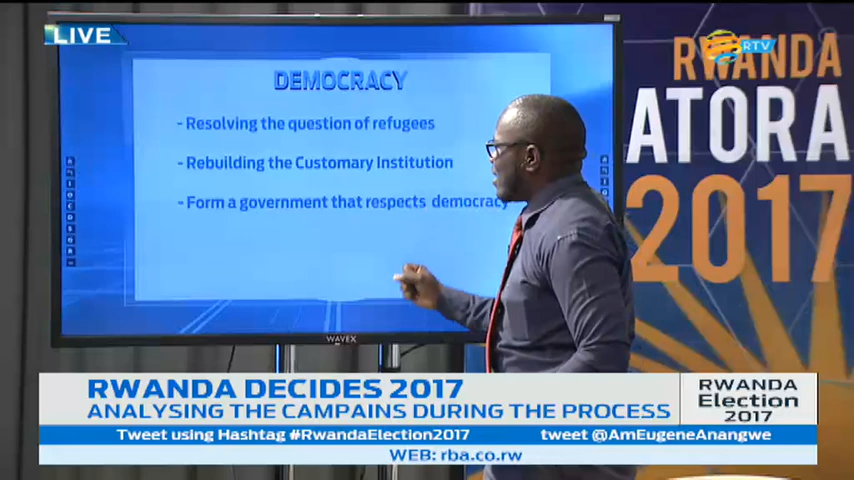 LIVE
RTV
DEMOCRACY
- Resolving the question of refugees
- Rebuilding the Customary Institution
- Form a government that respects democracy
RWANDA
ATORA
2017
WAVEX
RWANDA DECIDES 2017
ANALYSING THE CAMPAINS DURING THE PROCESS
RWANDA
Election
2017
Tweet using Hashtag #RwandaElection2017
tweet @AmEugeneAnangwe
WEB: rba.co.rw